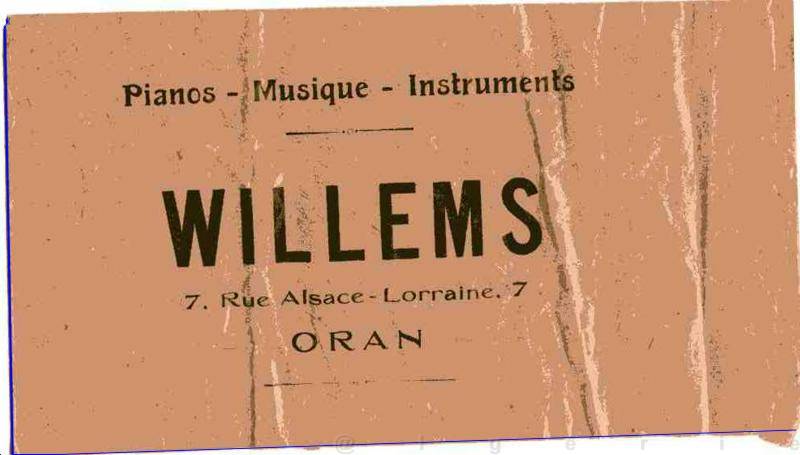 Pianos - Musique - Instruments
WILLEMS
7, Rue Alsace-Lorraine, 7
ORAN